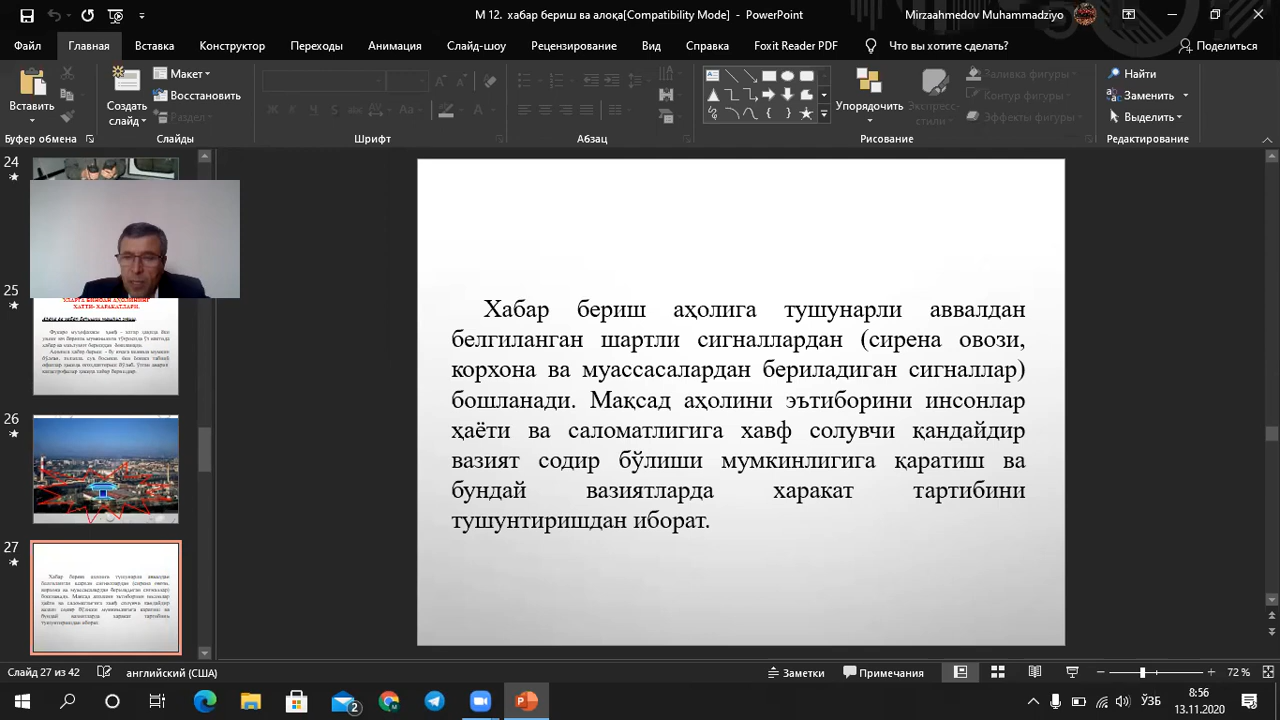 M 12.  хабар бериш ва алоқа[Compatibility Mode]  -  PowerPoint
Mirzaahmedov Muhammadziyo
Файл
Главная
Вставка
Конструктор
Переходы
Анимация
Слайд-шоу
Рецензирование
Вид
Справка
Foxit Reader PDF
Что вы хотите сделать?
Поделиться
Вставить
Создать слайд
Макет
Восстановить
Раздел
Упорядочить
Экспресс-стили
Заливка фигуры
Контур фигуры
Эффекты фигуры
Найти
Заменить
Выделить
Буфер обмена
Слайды
Шрифт
Абзац
Рисование
Редактирование
24
25
ХАТТИ- ХАРАКАТЛАРИ.
26
27
Хабар бериш аҳолига тушунарли аввалдан
белгиланган шартли сигналлардан (сирена овози,
корхона ва муассасалардан бериладиган сигналлар)
бошланади. Мақсад аҳолини эътиборини инсонлар
ҳаёти ва саломатлигига хавф солувчи қандайдир
вазият содир бўлиши мумкинлигига қаратиш ва
бундай вазиятларда харакат тартибини
тушунтиришдан иборат.
Слайд 27 из 42
английский (США)
Заметки
Примечания
72 %
2
ЎЗБ
8:56
13.11.2020